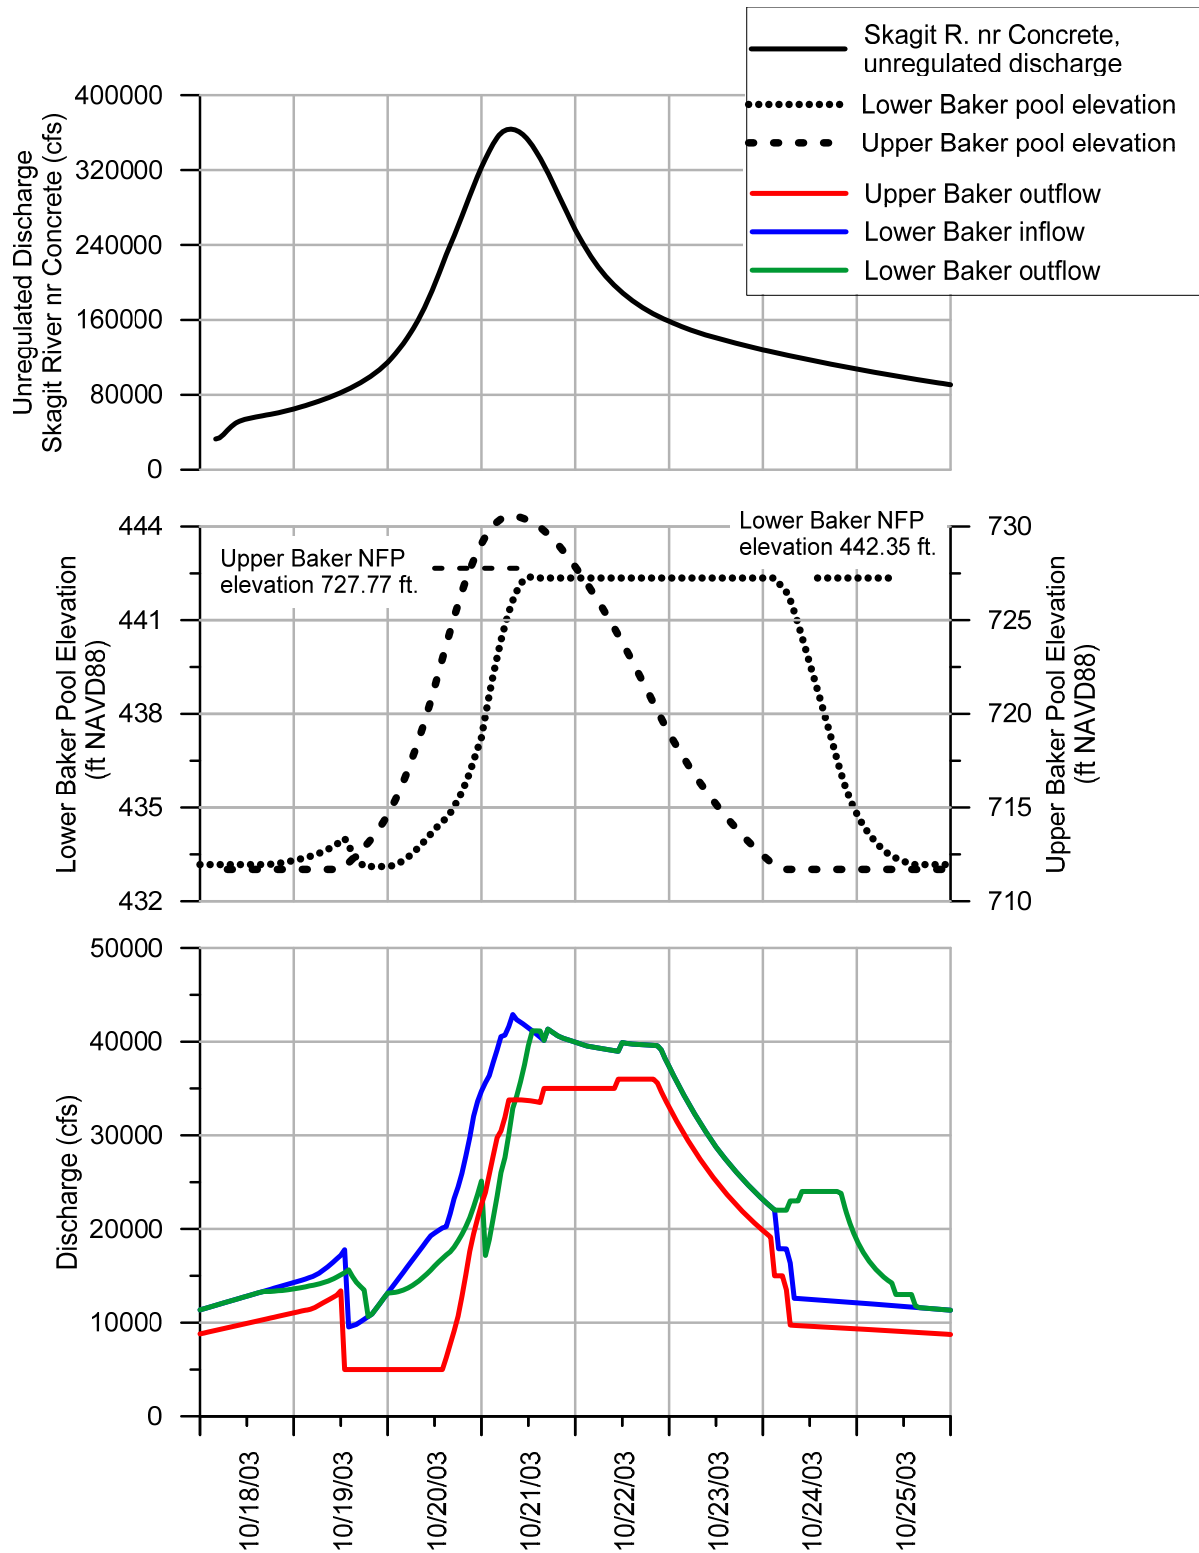 Skagit R. nr Concrete,
unregulated discharge
Lower Baker pool elevation
Upper Baker pool elevation
Upper Baker outflow
Lower Baker inflow
Lower Baker outflow
Unregulated Discharge
Skagit River nr Concrete (cfs)
400000
320000
240000
160000
80000
0
Lower Baker Pool Elevation
(ft NAVD88)
444
441
438
435
432
Upper Baker NFP
elevation 727.77 ft.
Lower Baker NFP
elevation 442.35 ft.
730
725
720
715
710
Upper Baker Pool Elevation
(ft NAVD88)
Discharge (cfs)
50000
40000
30000
20000
10000
0
10/18/03
10/19/03
10/20/03
10/21/03
10/22/03
10/23/03
10/24/03
10/25/03